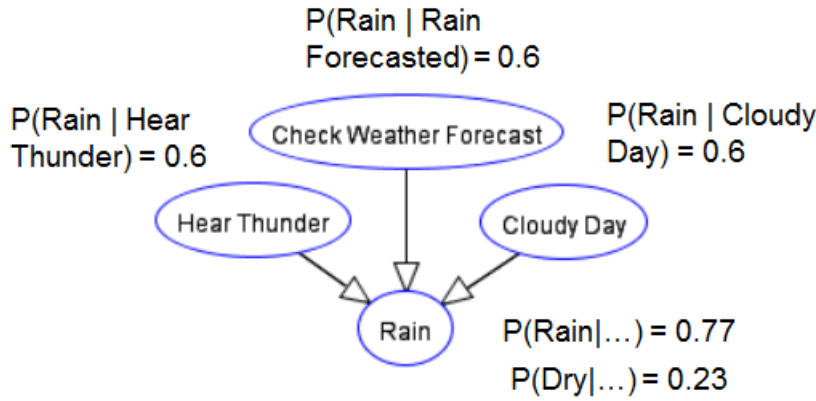 P(Rain | Rain
Forecasted) = 0.6
P(Rain | Hear
Thunder) = 0.6
Check Weather Forecast
P(Rain | Cloudy
Day) = 0.6
Hear Thunder
Cloudy Day
Rain
P(Rain|…) = 0.77
P(Dry|…) = 0.23